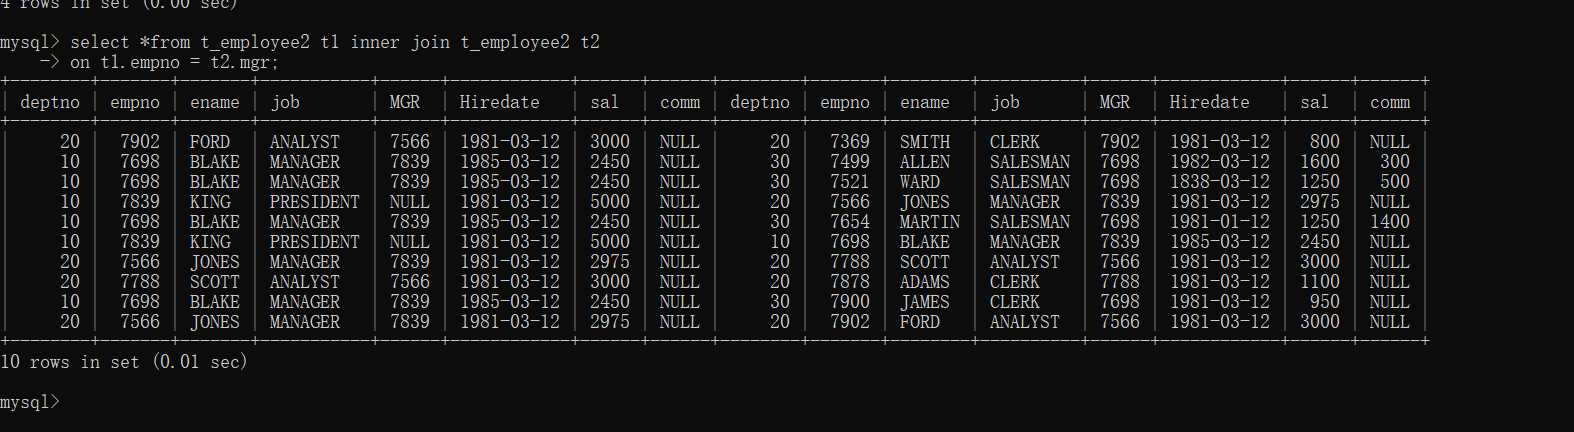 4 rows in set (0.00 sec)
mysql> select *from t_employee2 t1 inner join t_employee2 t2
    -> on t1.empno = t2.mgr;
+--------+-------+-------+-----------+------+------------+------+------+--------+-------+--------+----------+------+------------+------+------+
| deptno | empno | ename | job       | MGR  | Hiredate   | sal  | comm | deptno | empno | ename  | job      | MGR  | Hiredate   | sal  | comm |
+--------+-------+-------+-----------+------+------------+------+------+--------+-------+--------+----------+------+------------+------+------+
|     20 |  7902 | FORD  | ANALYST   | 7566 | 1981-03-12 | 3000 | NULL |     20 |  7369 | SMITH  | CLERK    | 7902 | 1981-03-12 |  800 | NULL |
|     10 |  7698 | BLAKE | MANAGER   | 7839 | 1985-03-12 | 2450 | NULL |     30 |  7499 | ALLEN  | SALESMAN | 7698 | 1982-03-12 | 1600 |  300 |
|     10 |  7698 | BLAKE | MANAGER   | 7839 | 1985-03-12 | 2450 | NULL |     30 |  7521 | WARD   | SALESMAN | 7698 | 1838-03-12 | 1250 |  500 |
|     10 |  7839 | KING  | PRESIDENT | NULL | 1981-03-12 | 5000 | NULL |     20 |  7566 | JONES  | MANAGER  | 7839 | 1981-03-12 | 2975 | NULL |
|     10 |  7698 | BLAKE | MANAGER   | 7839 | 1985-03-12 | 2450 | NULL |     30 |  7654 | MARTIN | SALESMAN | 7698 | 1981-01-12 | 1250 | 1400 |
|     10 |  7839 | KING  | PRESIDENT | NULL | 1981-03-12 | 5000 | NULL |     10 |  7698 | BLAKE  | MANAGER  | 7839 | 1985-03-12 | 2450 | NULL |
|     20 |  7566 | JONES | MANAGER   | 7839 | 1981-03-12 | 2975 | NULL |     20 |  7788 | SCOTT  | ANALYST  | 7566 | 1981-03-12 | 3000 | NULL |
|     20 |  7788 | SCOTT | ANALYST   | 7566 | 1981-03-12 | 3000 | NULL |     20 |  7878 | ADAMS  | CLERK    | 7788 | 1981-03-12 | 1100 | NULL |
|     10 |  7698 | BLAKE | MANAGER   | 7839 | 1985-03-12 | 2450 | NULL |     30 |  7900 | JAMES  | CLERK    | 7698 | 1981-03-12 |  950 | NULL |
|     20 |  7566 | JONES | MANAGER   | 7839 | 1981-03-12 | 2975 | NULL |     20 |  7902 | FORD   | ANALYST  | 7566 | 1981-03-12 | 3000 | NULL |
+--------+-------+-------+-----------+------+------------+------+------+--------+-------+--------+----------+------+------------+------+------+
10 rows in set (0.01 sec)
mysql>